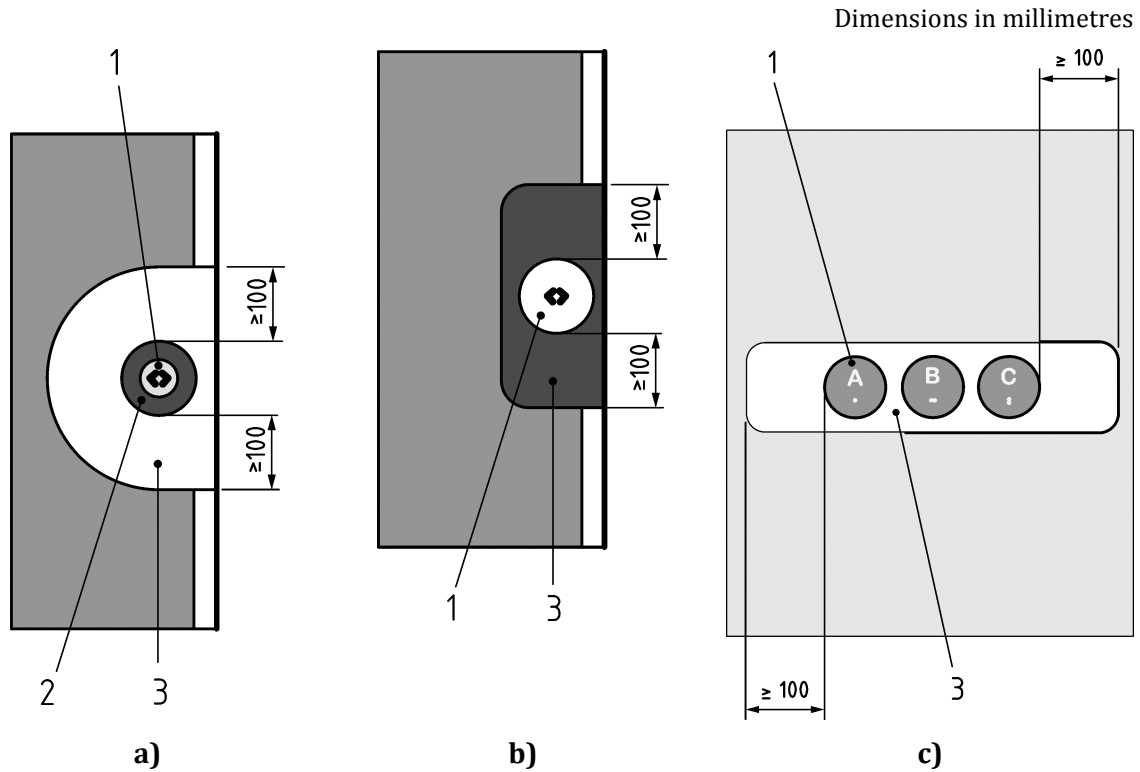 Dimensions in millimetres
1
≥100
≥100
2
3
a)
≥100
≥100
1
3
b)
1
≥ 100
A
B
C
≥ 100
3
c)